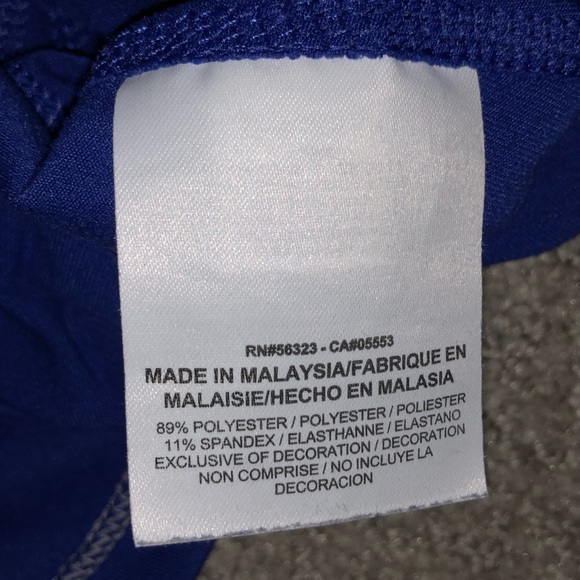 RN#56323 - CA#05553
MADE IN MALAYSIA/FABRIQUE EN
MALAISIE/HECHO EN MALASIA
89% POLYESTER / POLYESTER / POLIESTER
11% SPANDEX / ELASTHANNE / ELASTANO
EXCLUSIVE OF DECORATION / DECORATION
NON COMPRISE / NO INCLUYE LA
DECORACION